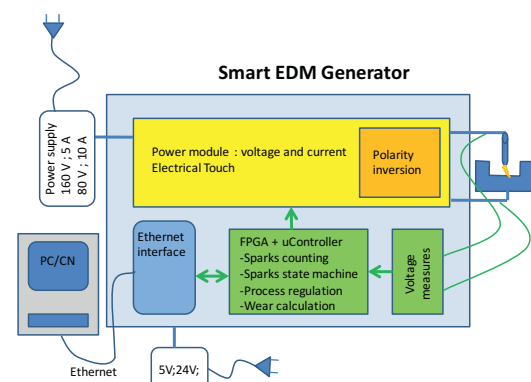 Smart EDM Generator
Power supply
160 V ; 5 A
80 V ; 10 A
Power module : voltage and current
Electrical Touch
Polarity
inversion
PC/CN
Ethernet
interface
FPGA + uController
-Sparks counting
-Sparks state machine
-Process regulation
-Wear calculation
Voltage
measures
Ethernet
5V;24V;